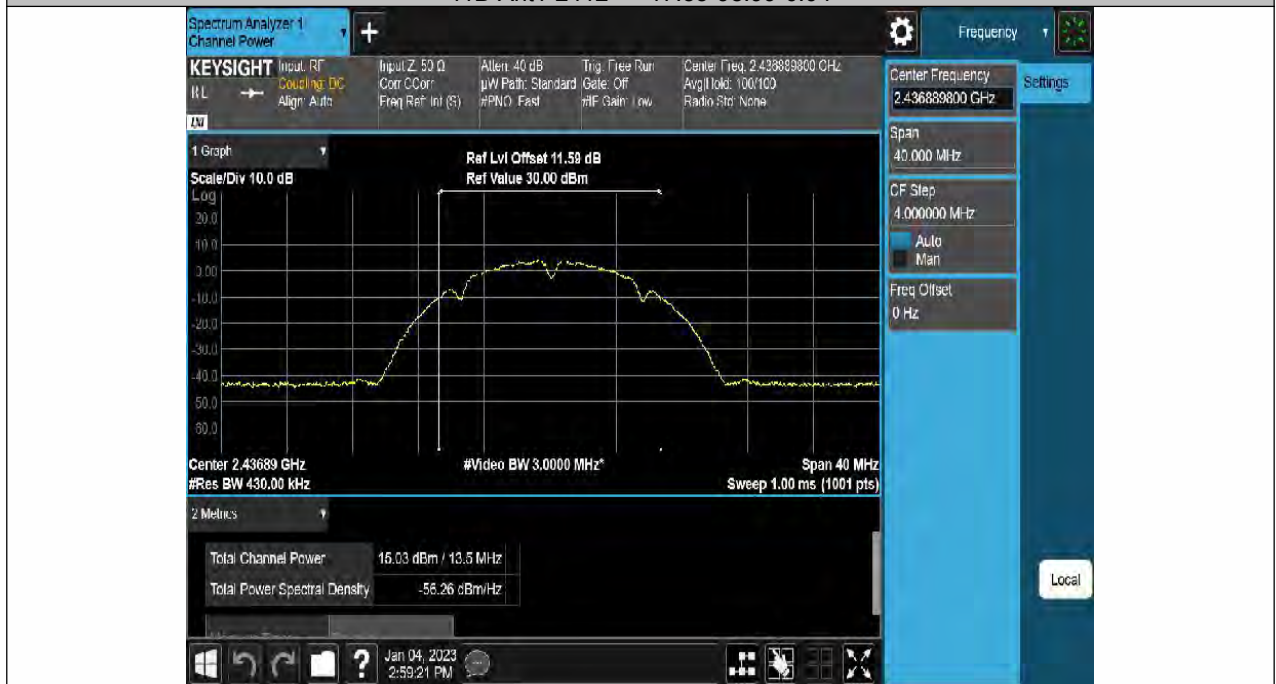 Spectrum Analyzer 1
Channel Power
+
Frequency
KEYSIGHT
Input: RF
Coupling: DC
Align: Auto
Input Z: 50 Ω
Corr CCorr
Freq Ref: Int (S)
Atten: 40 dB
µW Path: Standard
#PNO: Fast
Trig: Free Run
Gate: Off
#IF Gain: Low
Center Freq: 2.436889800 GHz
Avg|Hold: 100/100
Radio Std: None
RL
Center Frequency
2.436889800 GHz
Settings
Span
40.000 MHz
CF Step
4.000000 MHz
Auto
Man
Freq Offset
0 Hz
1 Graph
Ref Lvl Offset 11.59 dB
Scale/Div 10.0 dB
Ref Value 30.00 dBm
Log
20.0
10.0
0.00
-10.0
-20.0
-30.0
-40.0
-50.0
-60.0
Center 2.43689 GHz
#Video BW 3.0000 MHz*
Span 40 MHz
#Res BW 430.00 kHz
Sweep 1.00 ms (1001 pts)
2 Metrics
Total Channel Power
15.03 dBm / 13.5 MHz
Total Power Spectral Density
-56.26 dBm/Hz
Local
?
Jan 04, 2023
2:59:21 PM